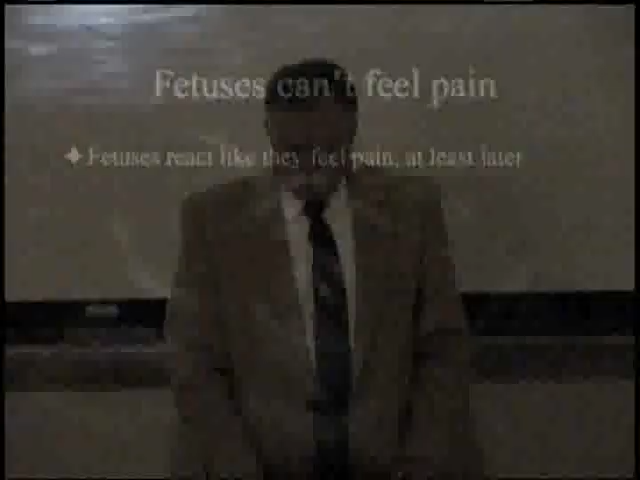 Fetuses can't feel pain
Fetuses react like they feel pain, at least later